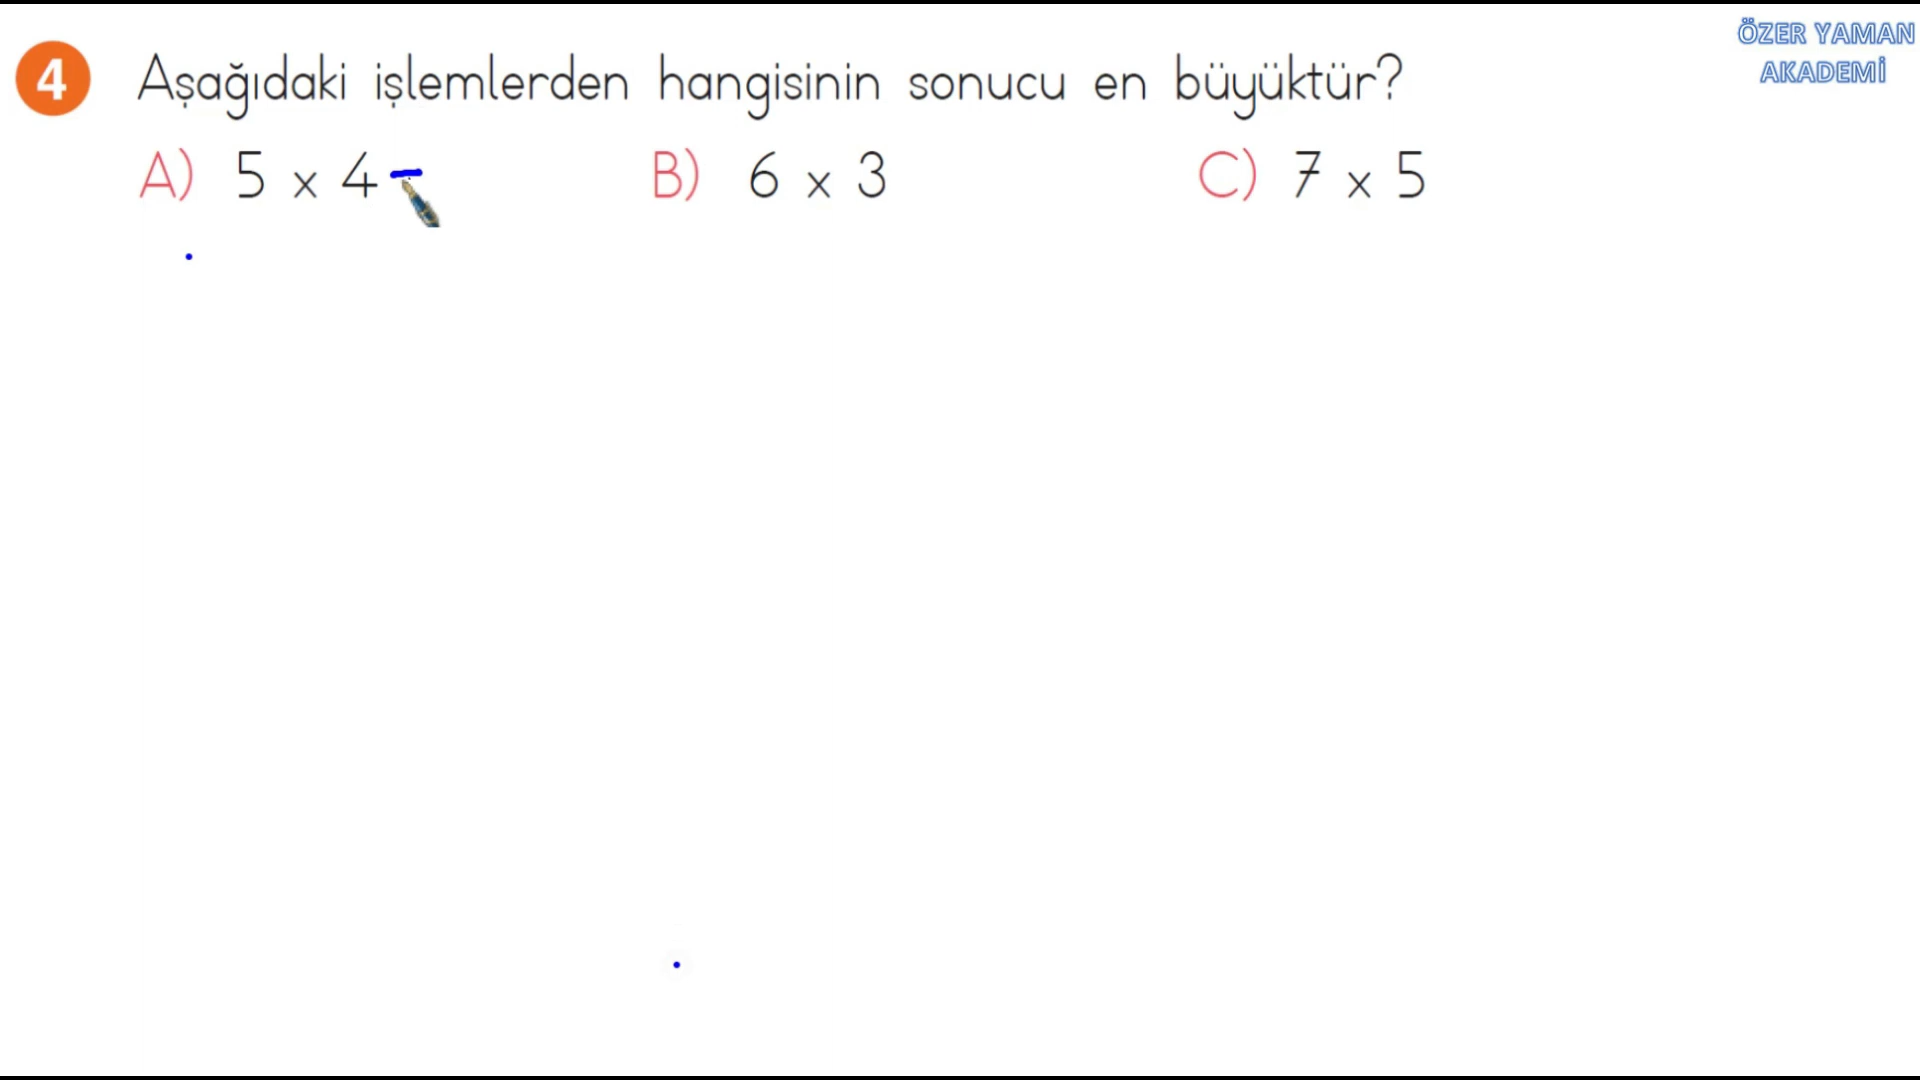 ÖZER YAMAN
AKADEMİ
4 Aşağıdaki işlemlerden hangisinin sonucu en büyüktür?
A) 5 x 4 B) 6 x 3 C) 7 x 5